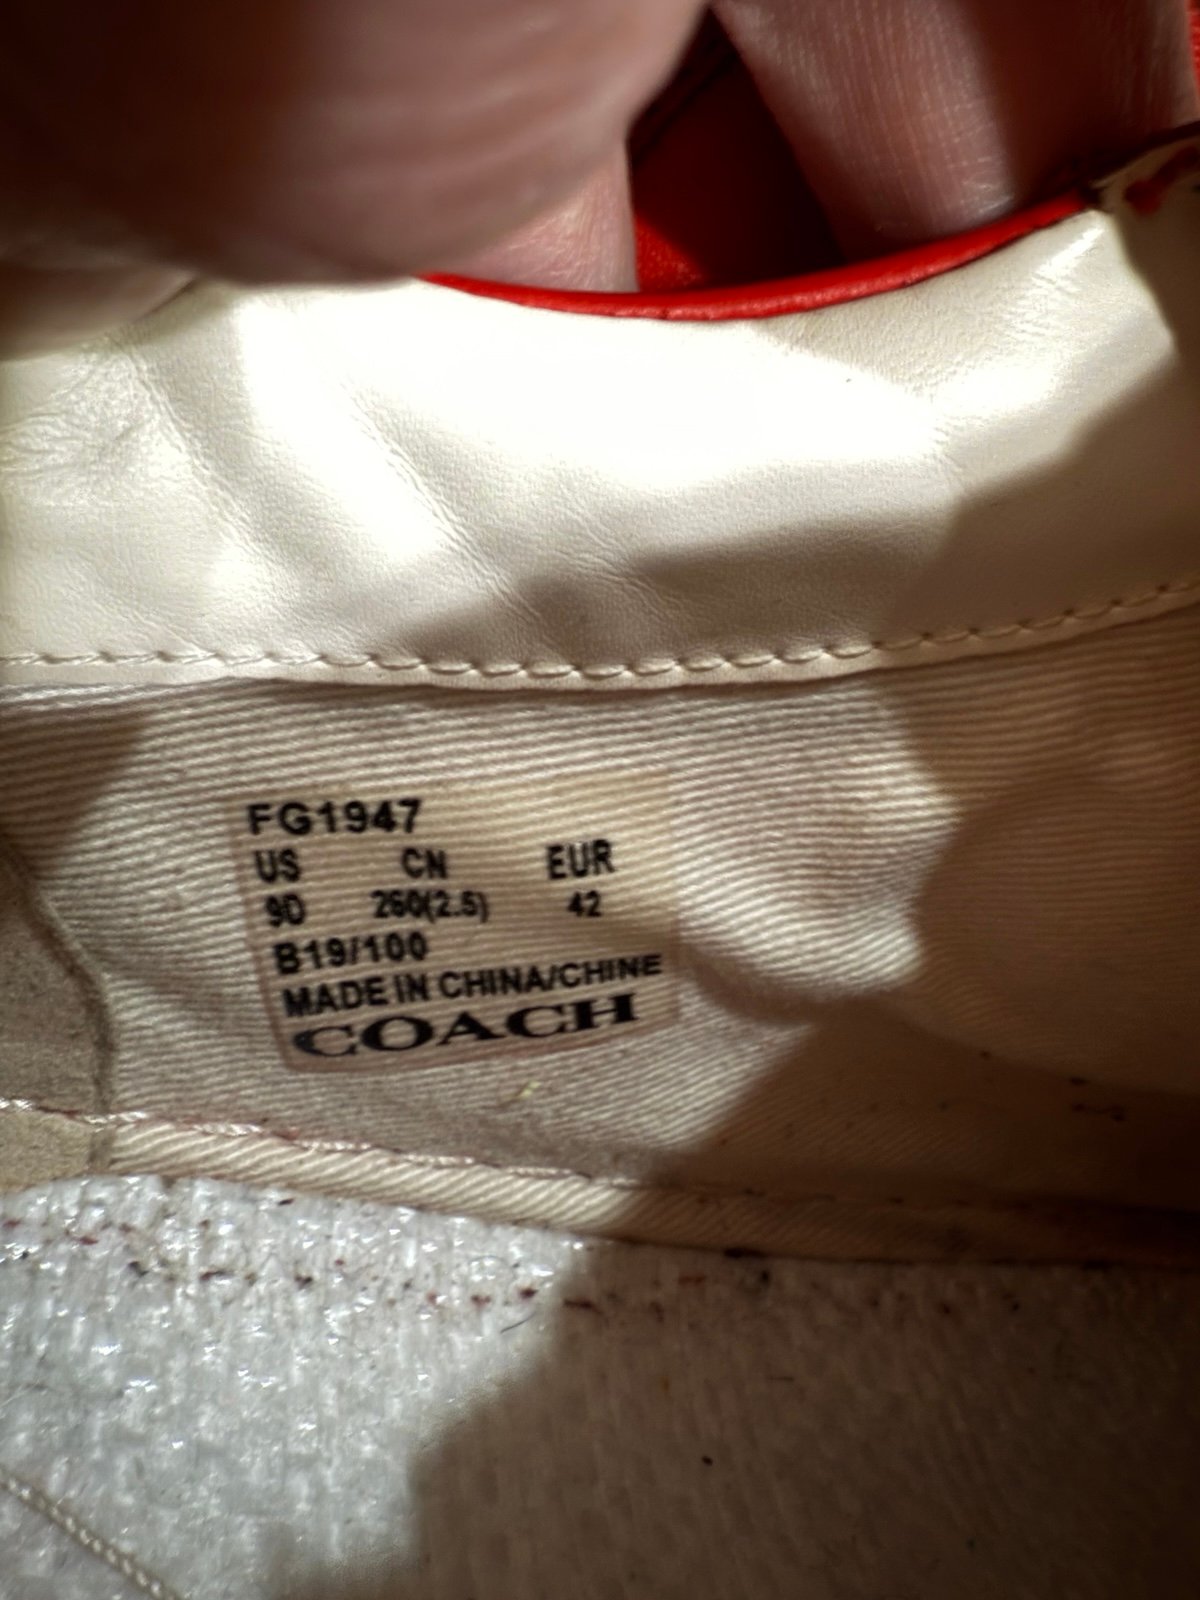 FG1947
US CN EUR
9D 260(2.5) 42
B19/100
MADE IN CHINA/CHINE
COACH